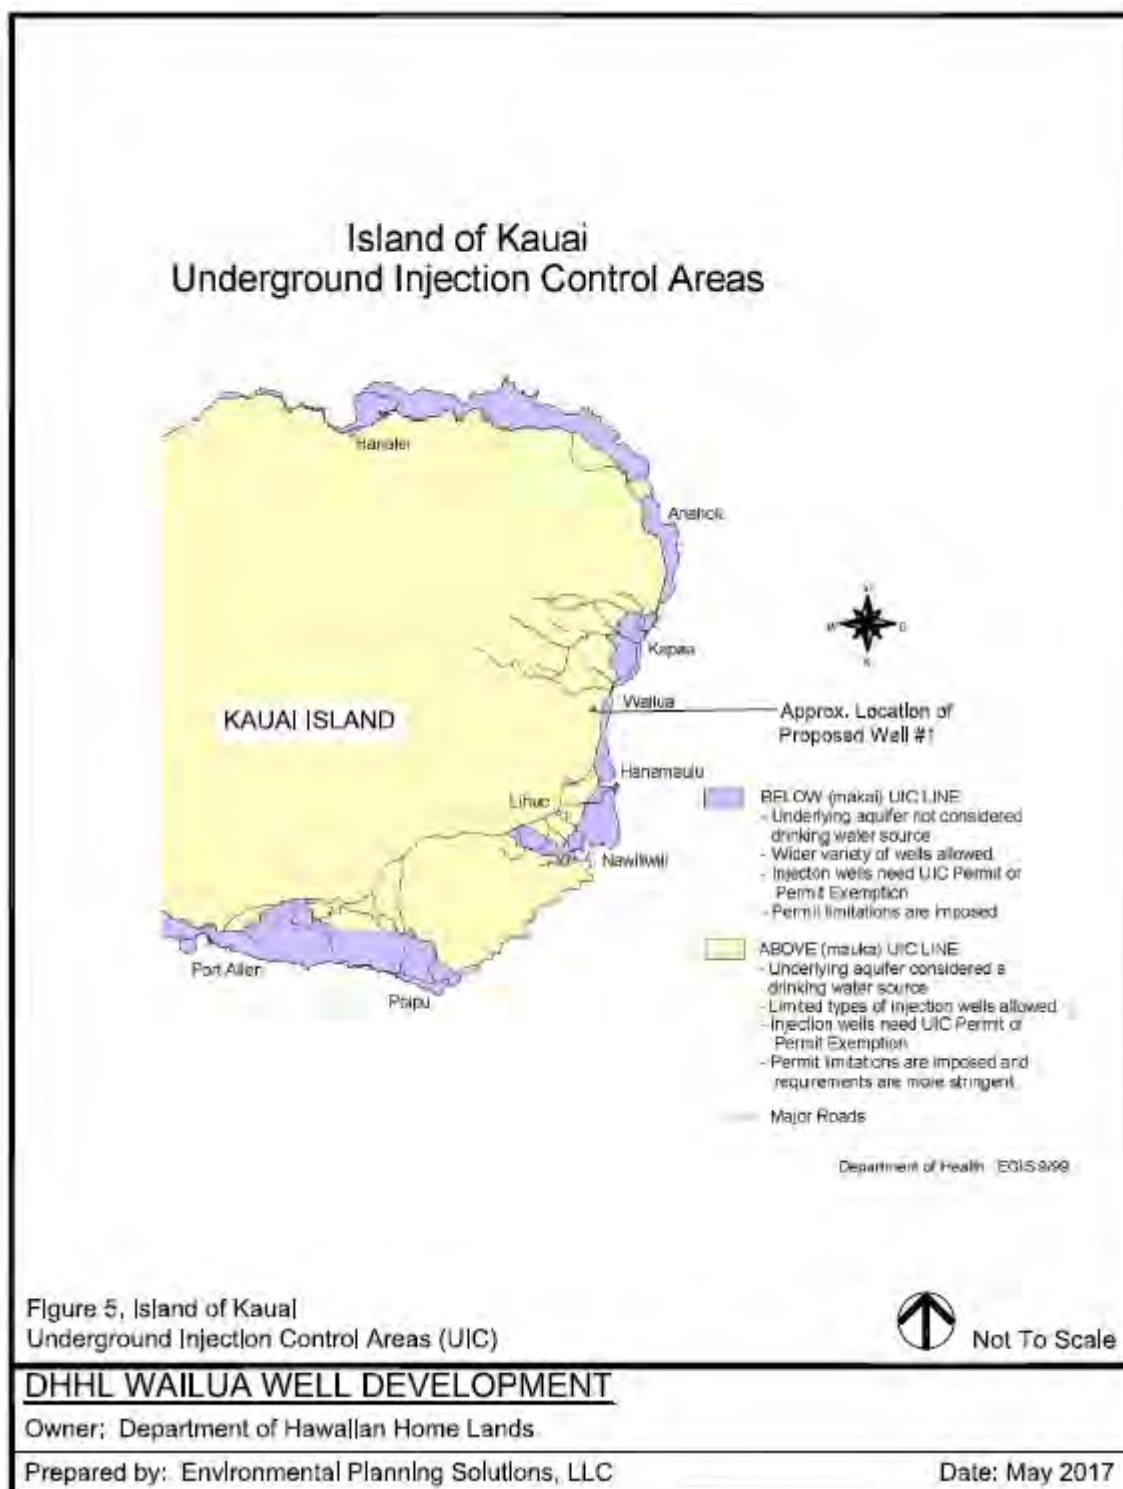 Island of Kauai
Underground Injection Control Areas
Hanalei
Anahola
Kapaa
Wailua
Approx. Location of
Proposed Well #1
KAUAI ISLAND
Hanamaulu
Lihue
Nawiliwili
Port Allen
Poipu
BELOW (makai) UIC LINE
- Underlying aquifer not considered
drinking water source
- Wider variety of wells allowed
- Injecton wells need UIC Permit or
Permit Exemption
- Permit limitations are imposed
ABOVE (mauka) UIC LINE
- Underlying aquifer considered a
drinking water source
- Limited types of injection wells allowed
- Injection wells need UIC Permit or
Permit Exemption
- Permit limitations are imposed and
requirements are more stringent
Major Roads
Department of Health EGIS 9/99
Figure 5, Island of Kauai
Underground Injection Control Areas (UIC)
Not To Scale
DHHL WAILUA WELL DEVELOPMENT
Owner: Department of Hawaiian Home Lands
Prepared by: Environmental Planning Solutions, LLC
Date: May 2017